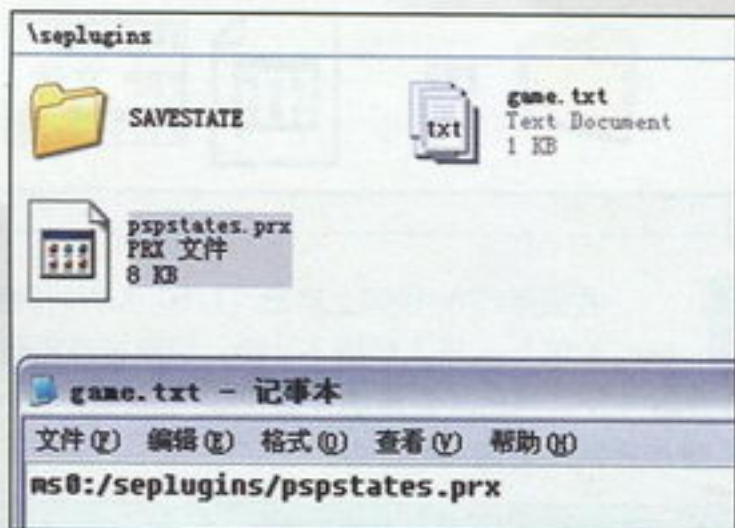 \seplugins
SAVESTATE
game.txt
Text Document
1 KB
txt
pspstates.prx
PRX 文件
8 KB
game.txt - 记事本
文件(F) 编辑(E) 格式(O) 查看(V) 帮助(H)
ms0:/seplugins/pspstates.prx